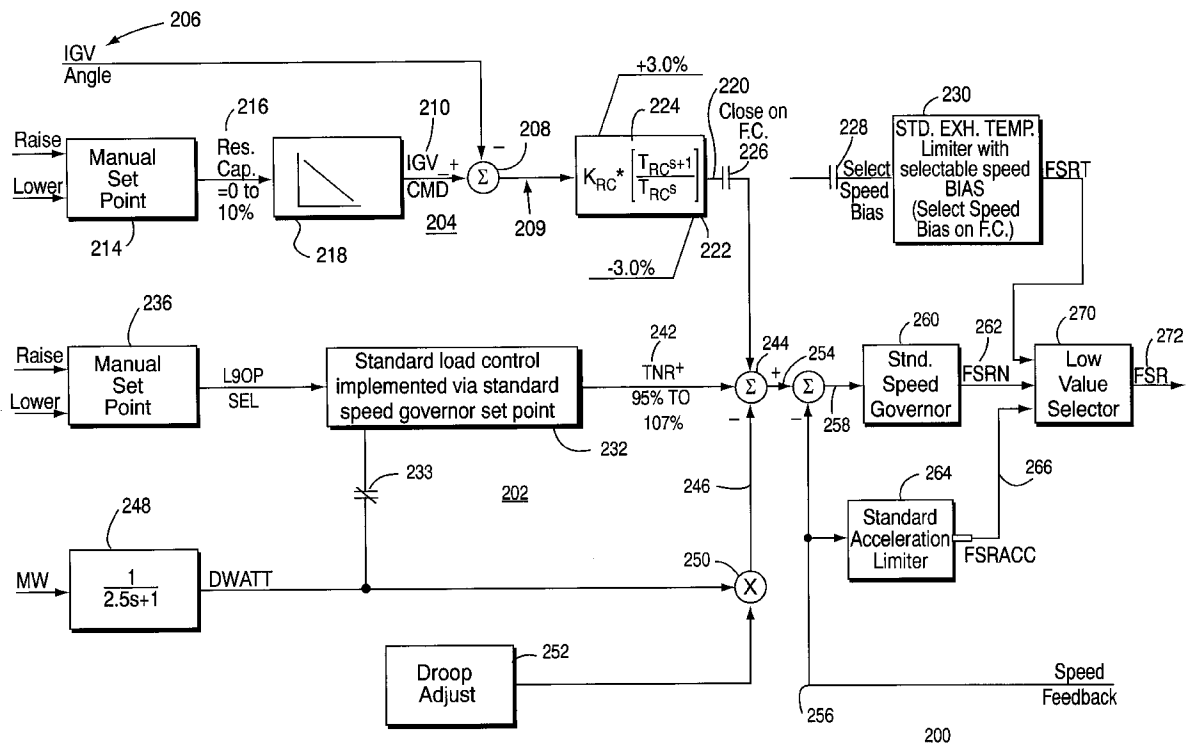 206
IGV
Angle
Raise
Lower
Manual
Set
Point
214
216
Res.
Cap.
=0 to
10%
218
210
IGV
CMD
+
204
−
208
Σ
209
+3.0%
224
K_RC* [ T_RC s+1 / T_RC s ]
222
-3.0%
220
Close on
F.C.
226
228
Select
Speed
Bias
230
STD. EXH. TEMP.
Limiter with
selectable speed
BIAS
(Select Speed
Bias on F.C.)
FSRT
236
Raise
Lower
Manual
Set
Point
L9OP
SEL
Standard load control
implemented via standard
speed governor set point
232
242
TNR+
95% TO
107%
244
Σ
−
+
254
Σ
−
258
260
Stnd.
Speed
Governor
262
FSRN
270
Low
Value
Selector
272
FSR
233
202
246
264
Standard
Acceleration
Limiter
266
FSRACC
248
MW
1
2.5s+1
DWATT
250
X
252
Droop
Adjust
256
Speed
Feedback
200